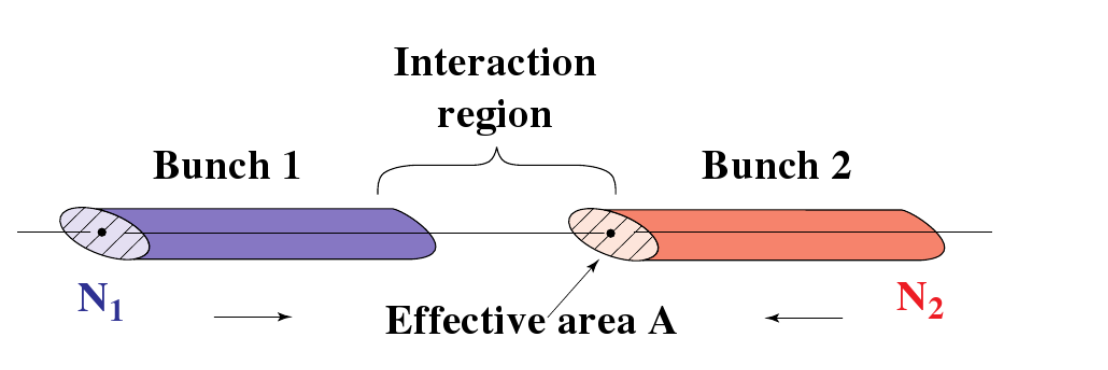 Interaction
region
Bunch 1
Bunch 2
N1
N2
Effective area A